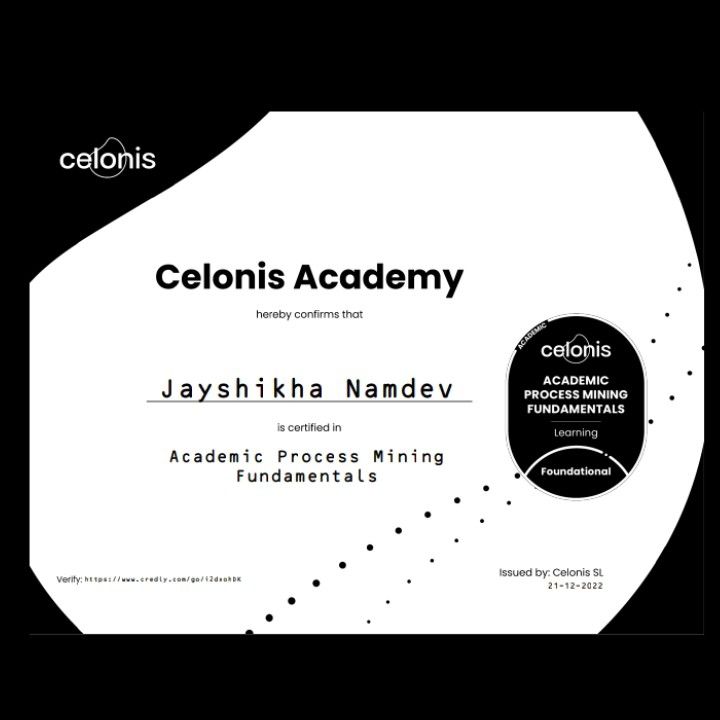 celonis
Celonis Academy
hereby confirms that
Jayshikha Namdev
is certified in
Academic Process Mining
Fundamentals
ACADEMIC
celonis
ACADEMIC
PROCESS MINING
FUNDAMENTALS
Learning
Foundational
Verify: https://www.credly.com/go/i2dxohDK
Issued by: Celonis SL
21-12-2022